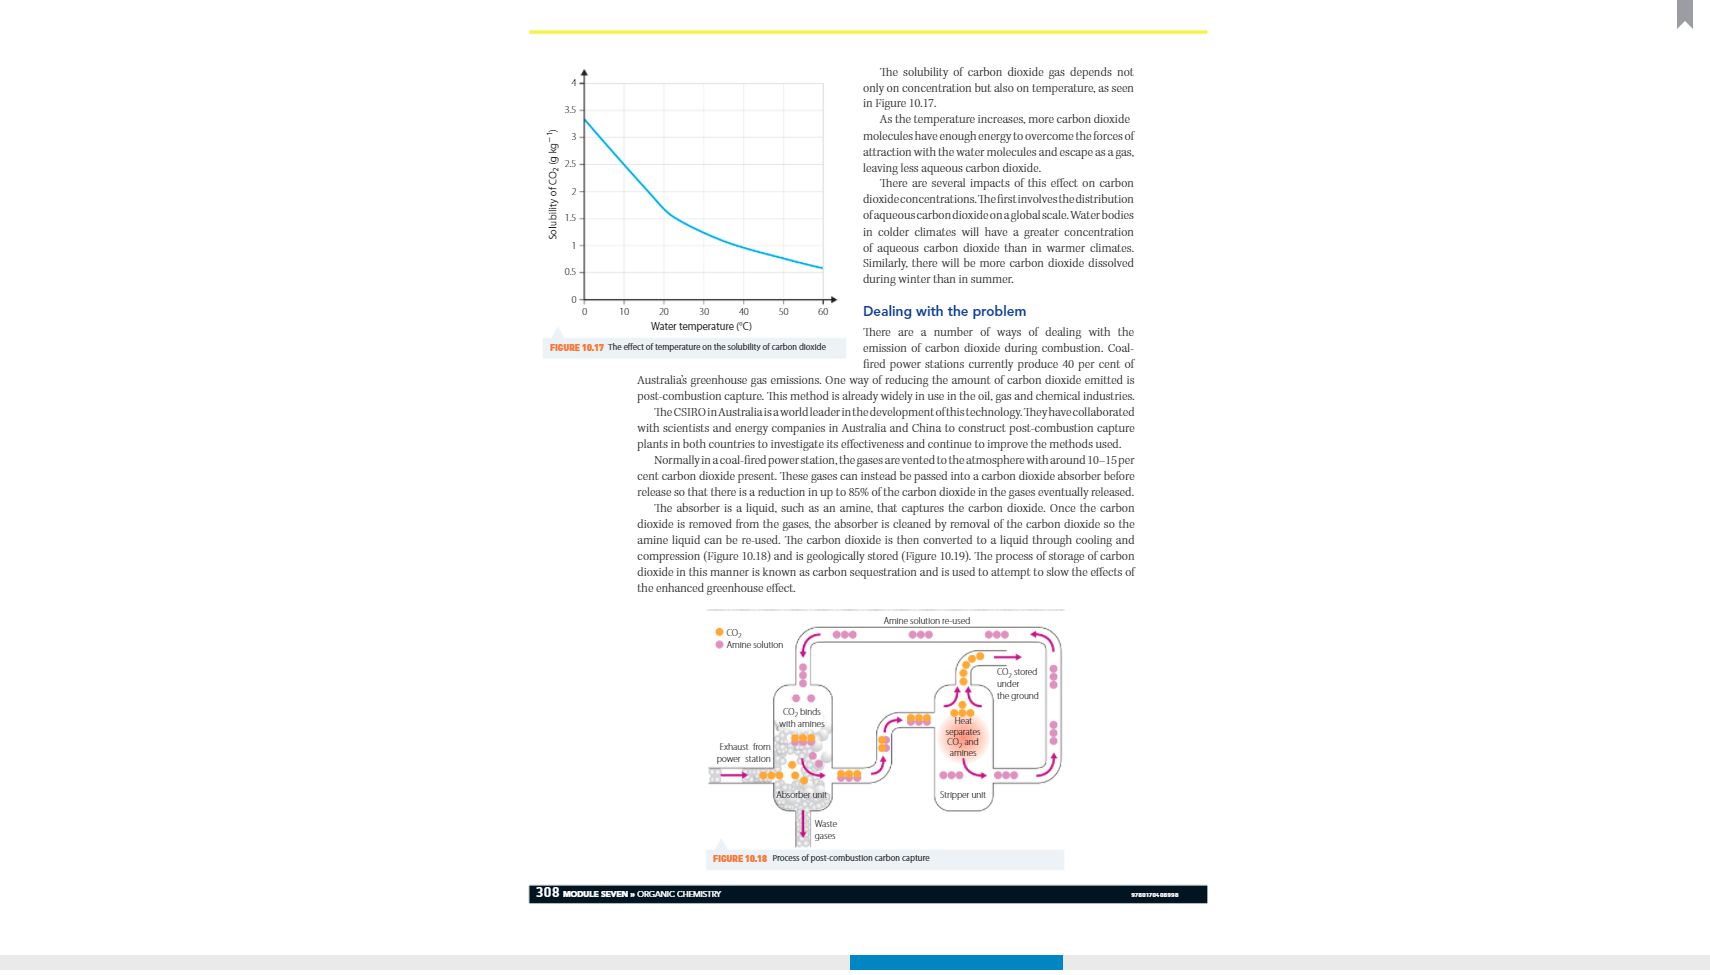 4
3.5
3
2.5
2
1.5
1
0.5
0
Solubility of CO₂ (g kg⁻¹)
0 10 20 30 40 50 60
Water temperature (°C)
FIGURE 10.17 The effect of temperature on the solubility of carbon dioxide
The solubility of carbon dioxide gas depends not
only on concentration but also on temperature, as seen
in Figure 10.17.
As the temperature increases, more carbon dioxide
molecules have enough energy to overcome the forces of
attraction with the water molecules and escape as a gas,
leaving less aqueous carbon dioxide.
There are several impacts of this effect on carbon
dioxide concentrations. The first involves the distribution
of aqueous carbon dioxide on a global scale. Water bodies
in colder climates will have a greater concentration
of aqueous carbon dioxide than in warmer climates.
Similarly, there will be more carbon dioxide dissolved
during winter than in summer.
Dealing with the problem
There are a number of ways of dealing with the
emission of carbon dioxide during combustion. Coal-
fired power stations currently produce 40 per cent of
Australia's greenhouse gas emissions. One way of reducing the amount of carbon dioxide emitted is
post-combustion capture. This method is already widely in use in the oil, gas and chemical industries.
The CSIRO in Australia is a world leader in the development of this technology. They have collaborated
with scientists and energy companies in Australia and China to construct post-combustion capture
plants in both countries to investigate its effectiveness and continue to improve the methods used.
Normally in a coal-fired power station, the gases are vented to the atmosphere with around 10–15 per
cent carbon dioxide present. These gases can instead be passed into a carbon dioxide absorber before
release so that there is a reduction in up to 85% of the carbon dioxide in the gases eventually released.
The absorber is a liquid, such as an amine, that captures the carbon dioxide. Once the carbon
dioxide is removed from the gases, the absorber is cleaned by removal of the carbon dioxide so the
amine liquid can be re-used. The carbon dioxide is then converted to a liquid through cooling and
compression (Figure 10.18) and is geologically stored (Figure 10.19). The process of storage of carbon
dioxide in this manner is known as carbon sequestration and is used to attempt to slow the effects of
the enhanced greenhouse effect.
Amine solution re-used
CO₂
Amine solution
CO₂ stored
under
the ground
CO₂ binds
with amines
Heat
separates
CO₂ and
amines
Exhaust from
power station
Absorber unit
Stripper unit
Waste
gases
FIGURE 10.18 Process of post-combustion carbon capture
308 MODULE SEVEN » ORGANIC CHEMISTRY
9780170408998